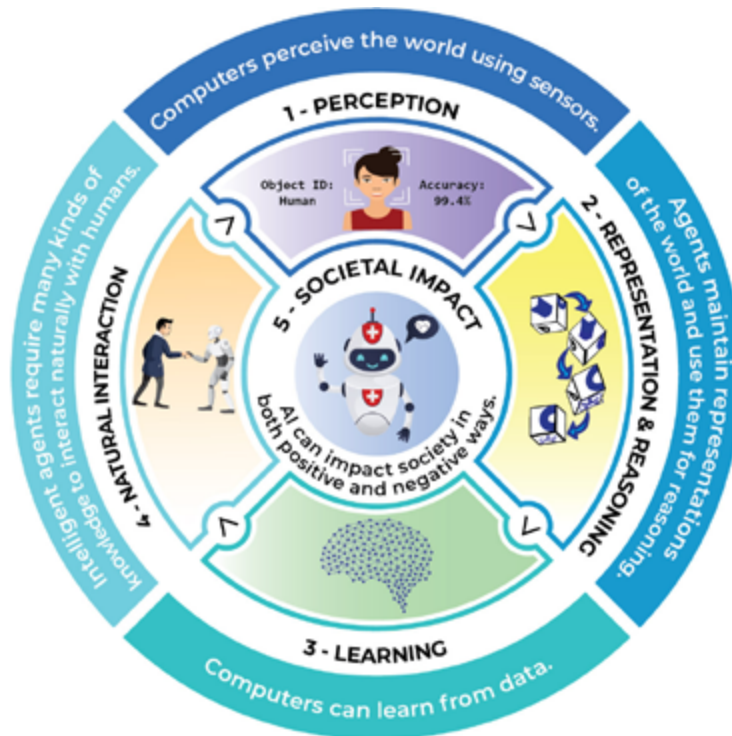 Computers perceive the world using sensors.
1 - PERCEPTION
Object ID:
Human
Accuracy:
99.4%
Agents maintain representations
of the world and use them for reasoning.
2 - REPRESENTATION & REASONING
Computers can learn from data.
3 - LEARNING
Intelligent agents require many kinds of
knowledge to interact naturally with humans.
4 - NATURAL INTERACTION
5 - SOCIETAL IMPACT
AI can impact society in
both positive and negative ways.